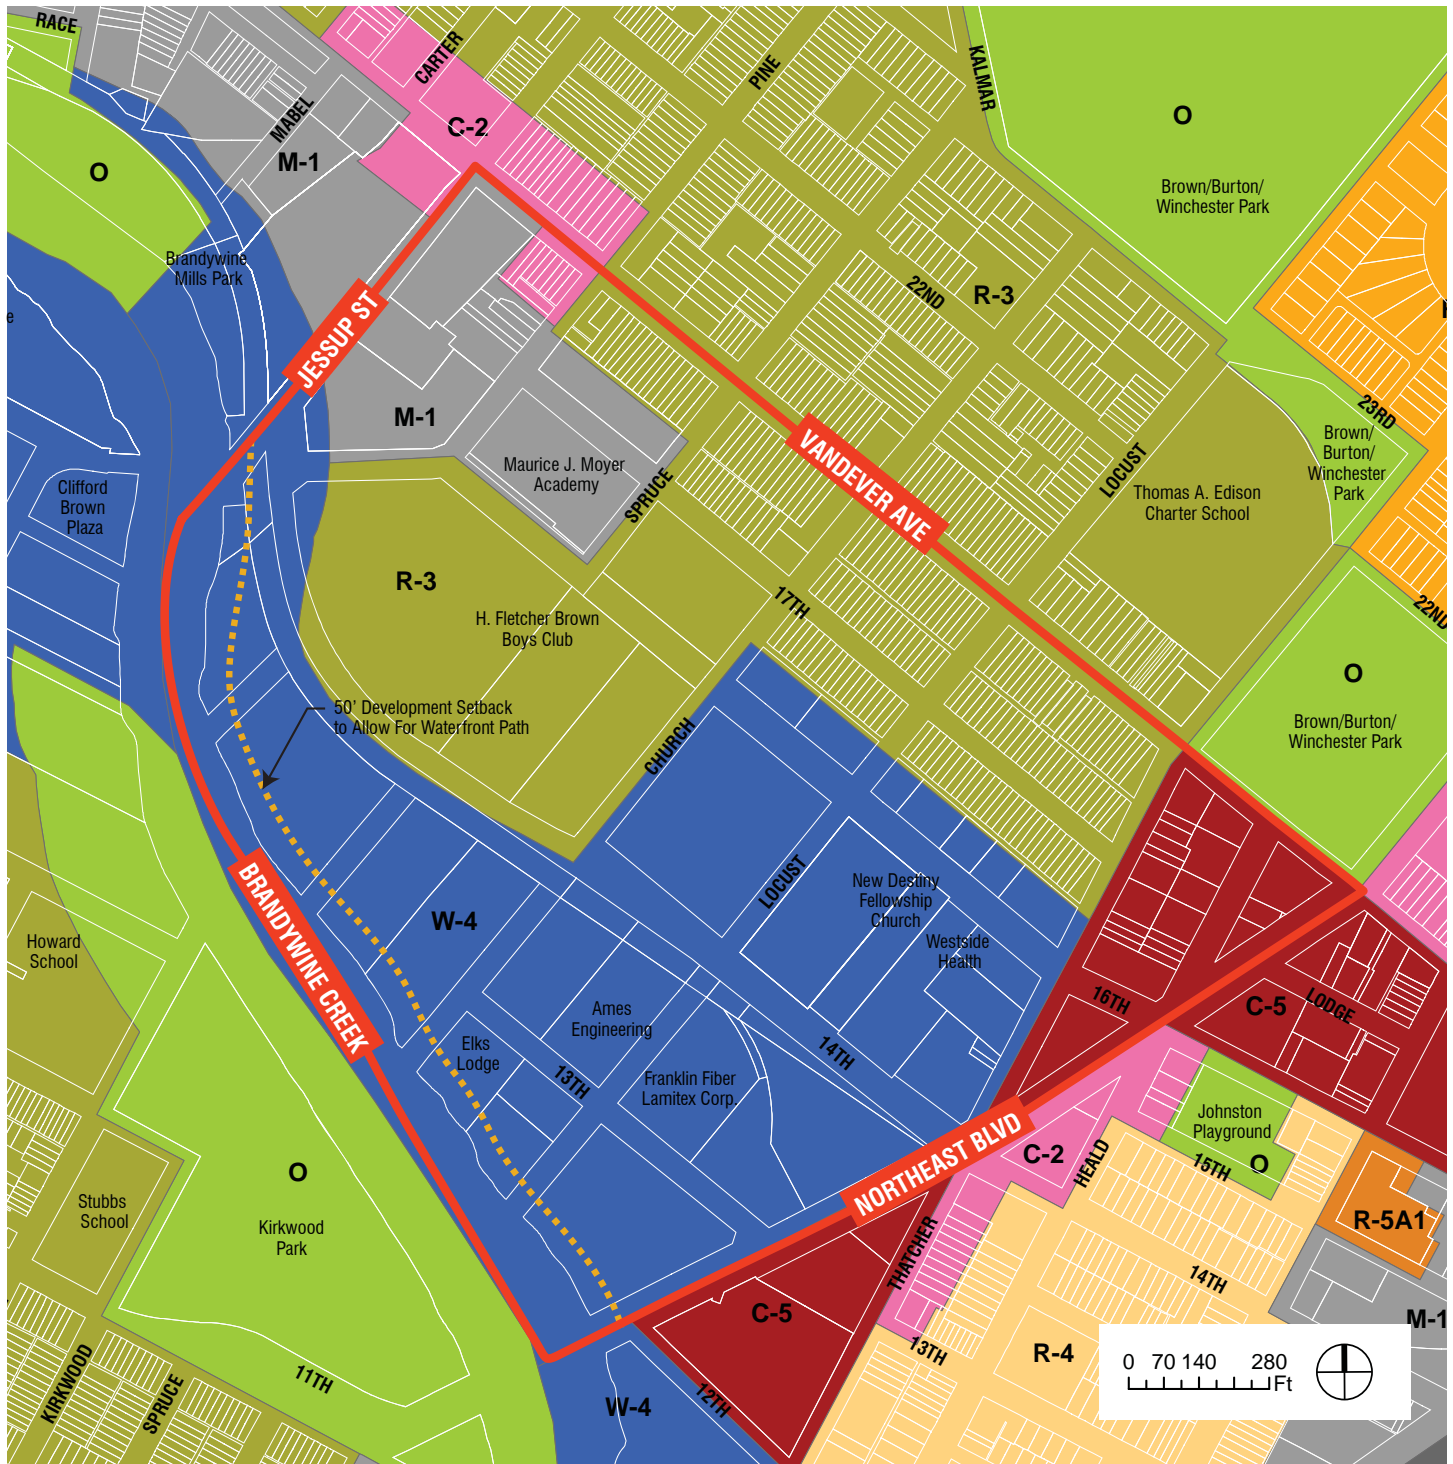 RACE
CARTER
PINE
KALMAR
MABEL
C-2
O
Brown/Burton/
Winchester Park
M-1
O
Brandywine
Mills Park
22ND
R-3
JESSUP ST
M-1
23RD
Brown/
Burton/
Winchester
Park
VANDEVER AVE
LOCUST
Maurice J. Moyer
Academy
SPRUCE
Thomas A. Edison
Charter School
Clifford
Brown
Plaza
R-3
17TH
22ND
H. Fletcher Brown
Boys Club
O
50' Development Setback
to Allow For Waterfront Path
CHURCH
Brown/Burton/
Winchester Park
LOCUST
New Destiny
Fellowship
Church
W-4
BRANDYWINE CREEK
Westside
Health
Howard
School
16TH
C-5
LODGE
Ames
Engineering
Elks
Lodge
13TH
14TH
Franklin Fiber
Lamitex Corp.
Johnston
Playground
NORTHEAST BLVD
C-2
HEALD
15TH
O
O
Stubbs
School
Kirkwood
Park
R-5A1
THATCHER
14TH
C-5
M-1
13TH
R-4
11TH
KIRKWOOD
SPRUCE
12TH
W-4
0 70 140 280
Ft